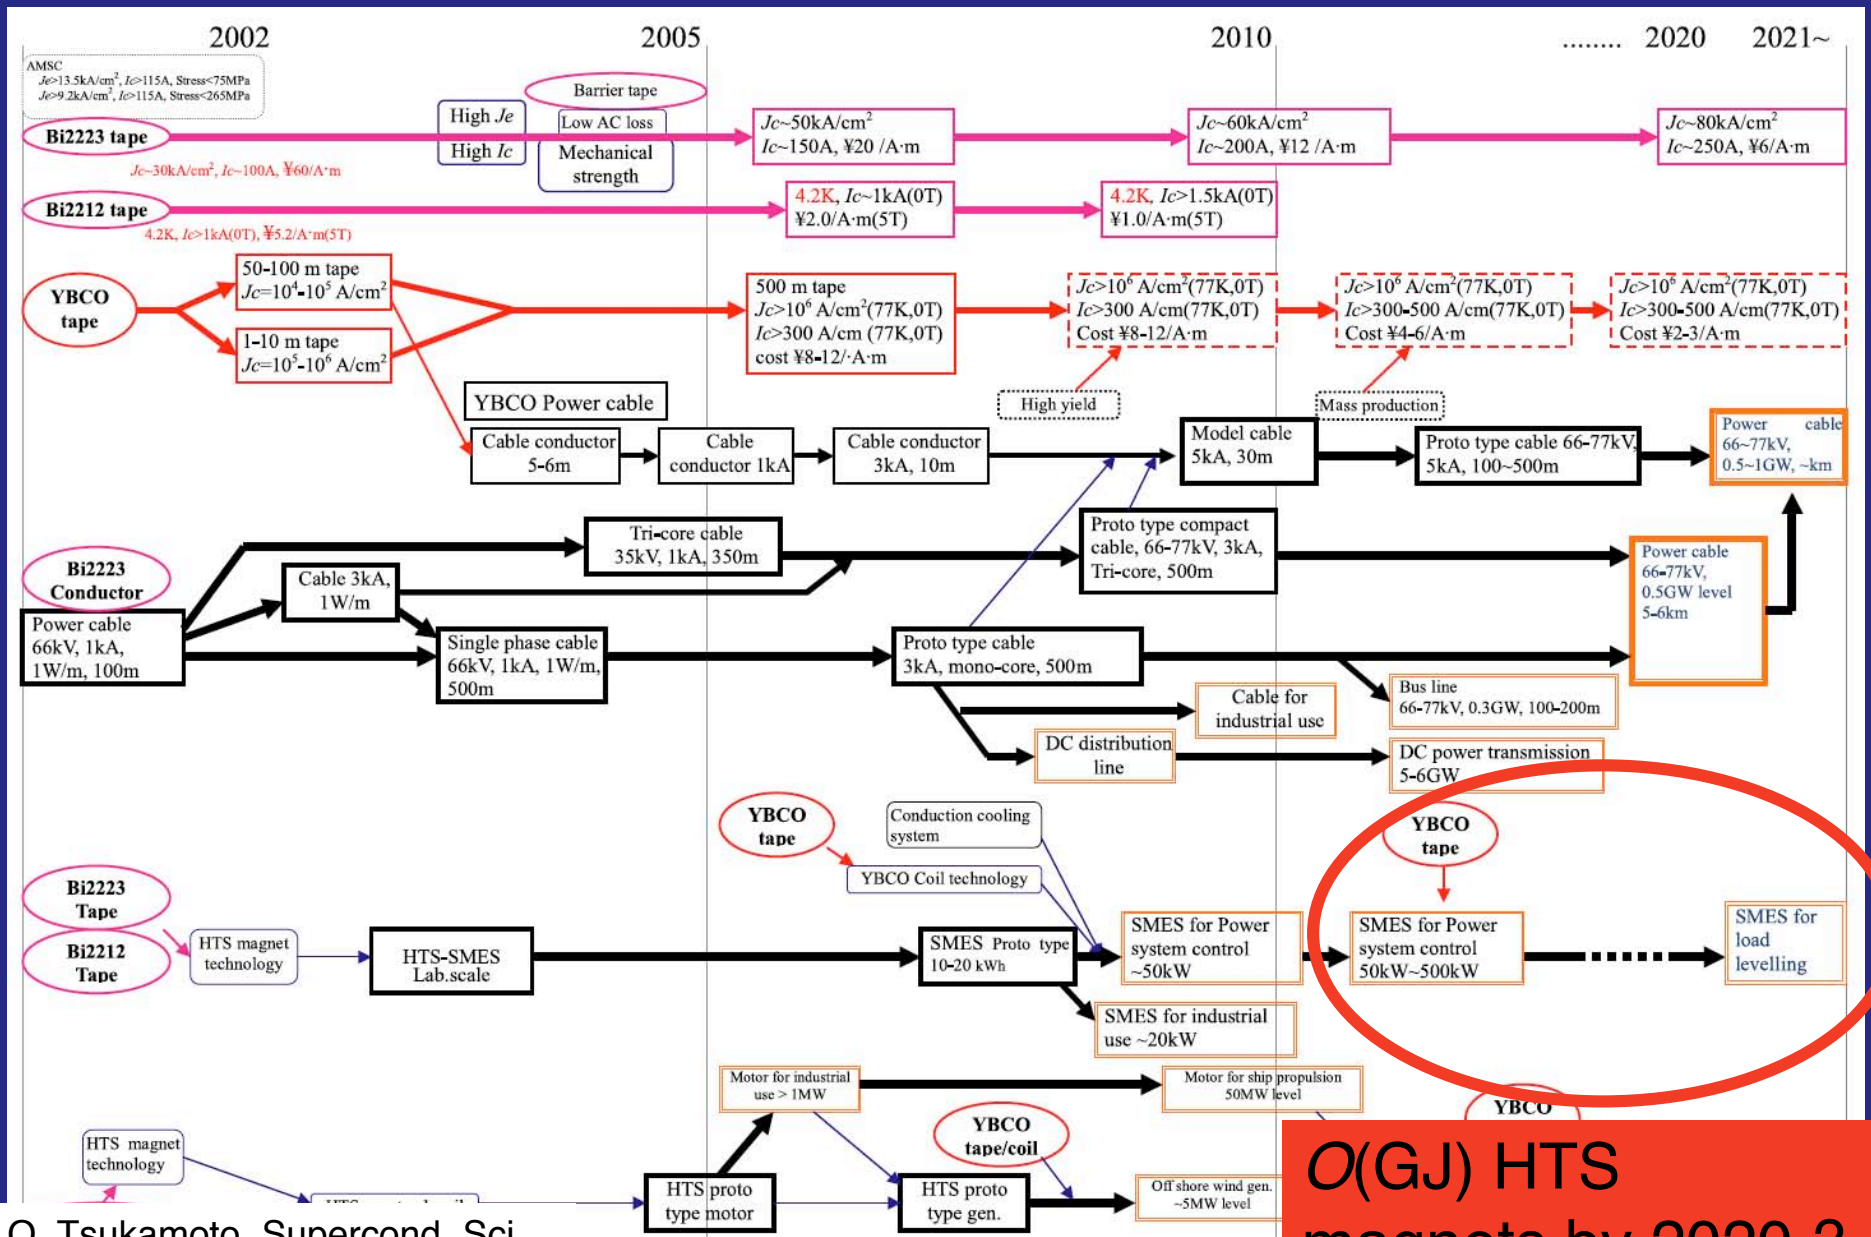 2002
2005
2010
........ 2020
2021~
AMSC
Je>13.5kA/cm², Ic>115A, Stress<75MPa
Je>9.2kA/cm², Ic>115A, Stress<265MPa
Bi2223 tape
Jc~30kA/cm², Ic~100A, ¥60/A·m
High Je
High Ic
Barrier tape
Low AC loss
Mechanical
strength
Jc~50kA/cm²
Ic~150A, ¥20 /A·m
Jc~60kA/cm²
Ic~200A, ¥12 /A·m
Jc~80kA/cm²
Ic~250A, ¥6/A·m
Bi2212 tape
4.2K, Ic>1kA(0T), ¥5.2/A·m(5T)
4.2K, Ic~1kA(0T)
¥2.0/A·m(5T)
4.2K, Ic>1.5kA(0T)
¥1.0/A·m(5T)
YBCO
tape
50-100 m tape
Jc=10⁴-10⁵ A/cm²
1-10 m tape
Jc=10⁵-10⁶ A/cm²
500 m tape
Jc>10⁶ A/cm²(77K,0T)
Ic>300 A/cm (77K,0T)
cost ¥8-12/·A·m
Jc>10⁶ A/cm²(77K,0T)
Ic>300 A/cm(77K,0T)
Cost ¥8-12/A·m
Jc>10⁶ A/cm²(77K,0T)
Ic>300-500 A/cm(77K,0T)
Cost ¥4-6/A·m
Jc>10⁶ A/cm²(77K,0T)
Ic>300-500 A/cm(77K,0T)
Cost ¥2-3/A·m
High yield
Mass production
YBCO Power cable
Cable conductor
5-6m
Cable
conductor 1kA
Cable conductor
3kA, 10m
Model cable
5kA, 30m
Proto type cable 66-77kV,
5kA, 100~500m
Power cable
66~77kV,
0.5~1GW, ~km
Bi2223
Conductor
Power cable
66kV, 1kA,
1W/m, 100m
Cable 3kA,
1W/m
Tri-core cable
35kV, 1kA, 350m
Single phase cable
66kV, 1kA, 1W/m,
500m
Proto type compact
cable, 66-77kV, 3kA,
Tri-core, 500m
Proto type cable
3kA, mono-core, 500m
Power cable
66-77kV,
0.5GW level
5-6km
Bus line
66-77kV, 0.3GW, 100-200m
Cable for
industrial use
DC distribution
line
DC power transmission
5-6GW
YBCO
tape
Conduction cooling
system
YBCO Coil technology
YBCO
tape
Bi2223
Tape
Bi2212
Tape
HTS magnet
technology
HTS-SMES
Lab.scale
SMES Proto type
10-20 kWh
SMES for Power
system control
~50kW
SMES for Power
system control
50kW~500kW
SMES for
load
levelling
SMES for industrial
use ~20kW
Motor for industrial
use > 1MW
Motor for ship propulsion
50MW level
YBCO
tape/coil
YBCO
HTS magnet
technology
HTS proto
type motor
HTS proto
type gen.
Off shore wind gen.
~5MW level
O(GJ) HTS
magnets by 2020 ?
O. Tsukamoto, Supercond. Sci.